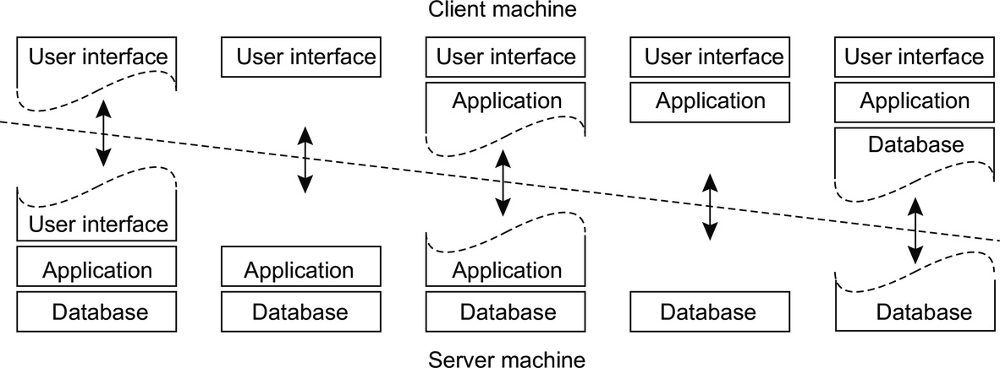 Client machine
User interface
User interface
User interface
User interface
User interface
Application
Application
Application
Database
User interface
Application
Application
Application
Database
Database
Database
Database
Database
Server machine